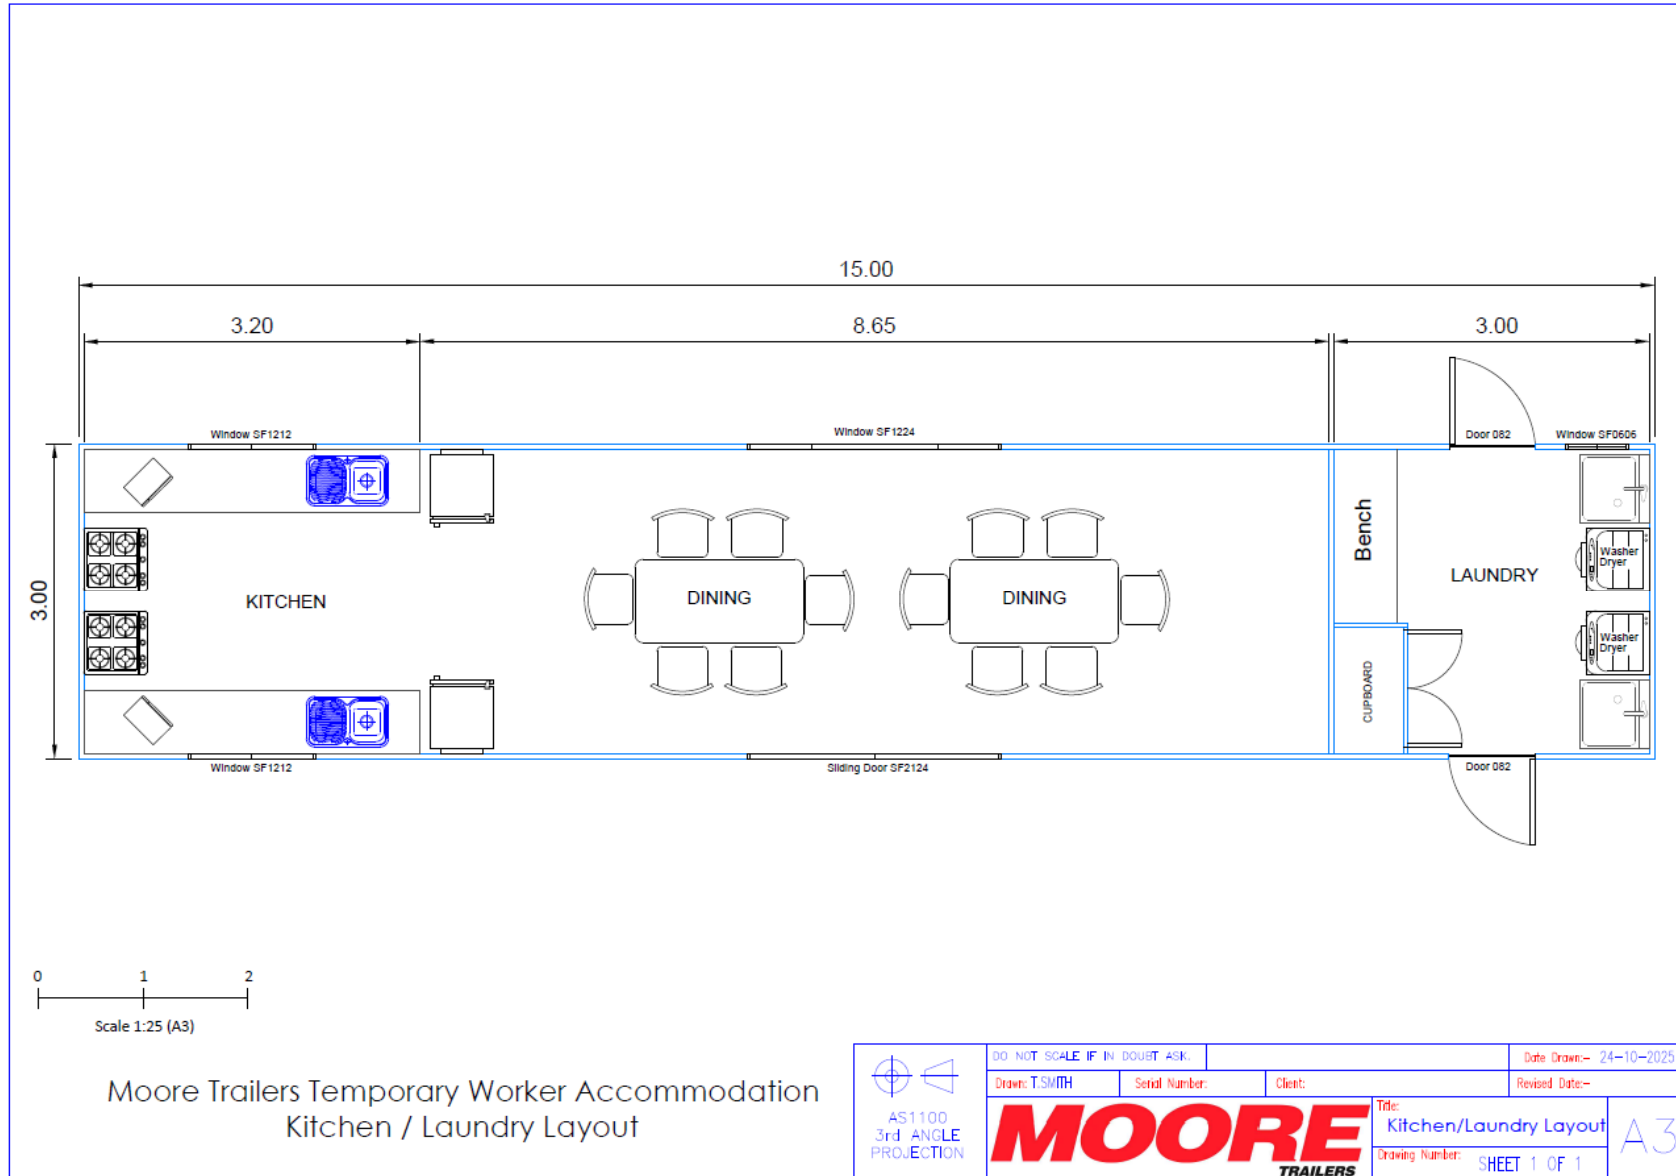 15.00
3.20
8.65
3.00
Window SF1212
Window SF1224
Door 082
Window SF0606
3.00
KITCHEN
DINING
DINING
Bench
LAUNDRY
Washer
Dryer
Washer
Dryer
CUPBOARD
Window SF1212
Sliding Door SF2124
Door 082
0 1 2
Scale 1:25 (A3)
Moore Trailers Temporary Worker Accommodation
Kitchen / Laundry Layout
AS1100
3rd ANGLE
PROJECTION
DO NOT SCALE IF IN DOUBT ASK.
Date Drawn:- 24-10-2025
Drawn: T.SMITH
Serial Number:
Client:
Revised Date:-
MOORE
TRAILERS
Title:
Kitchen/Laundry Layout
Drawing Number:
SHEET 1 OF 1
A3